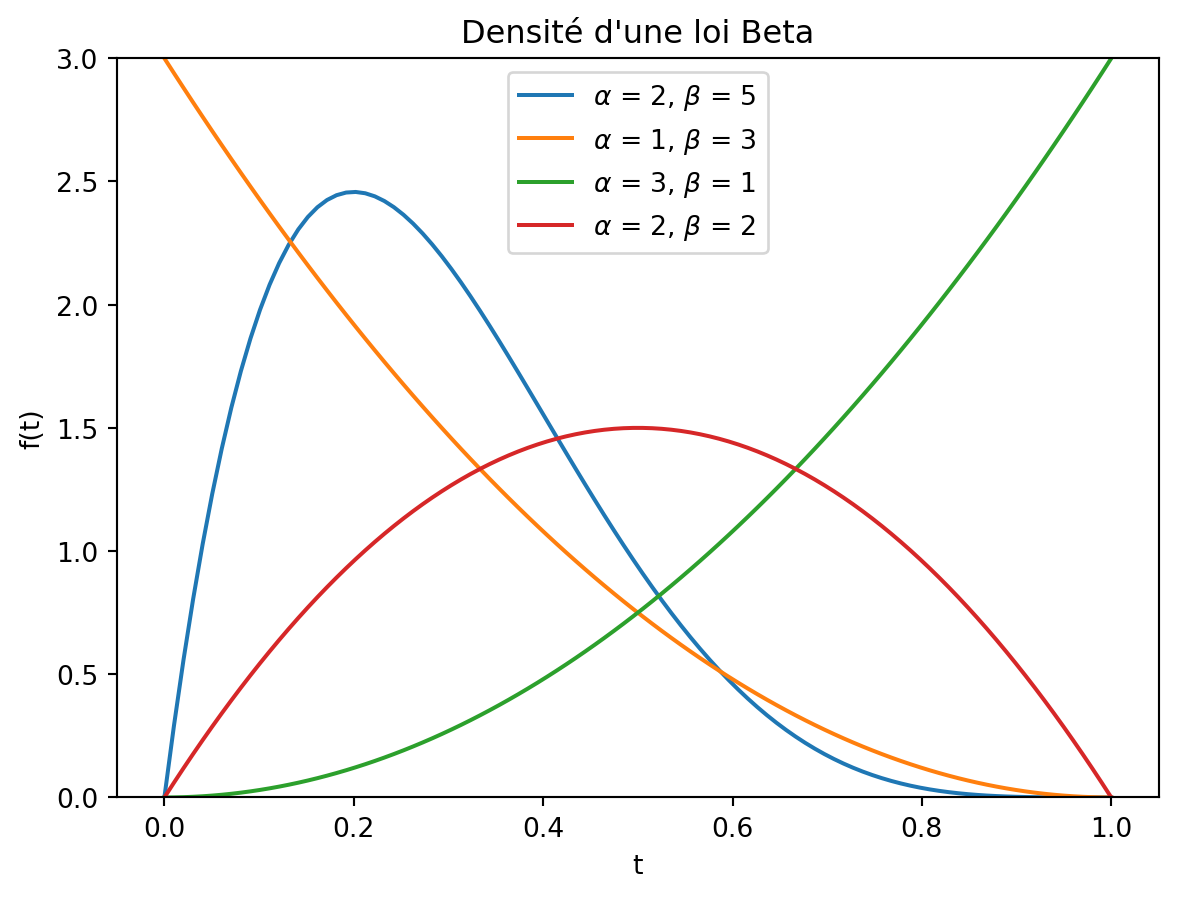 Densité d'une loi Beta
3.0
2.5
2.0
1.5
1.0
0.5
0.0
f(t)
α = 2, β = 5
α = 1, β = 3
α = 3, β = 1
α = 2, β = 2
0.0 0.2 0.4 0.6 0.8 1.0
t